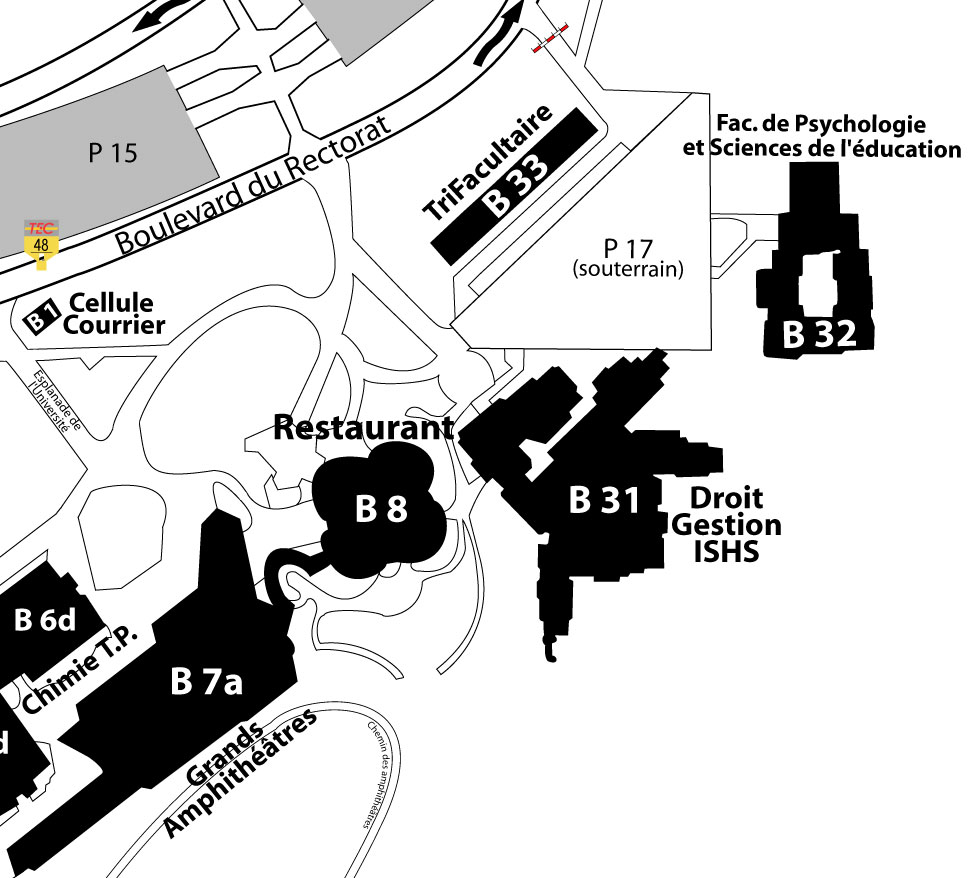 Fac. de Psychologie
et Sciences de l'éducation
TriFacultaire
B 33
P 15
Boulevard du Rectorat
TEC
48
P 17
(souterrain)
B 1
Cellule
Courrier
B 32
Esplanade de
l'Université
Restaurant
B 8
B 31
Droit
Gestion
ISHS
B 6d
Chimie T.P.
B 7a
d
Grands
Amphithéâtres
Chemin des amphithéâtres